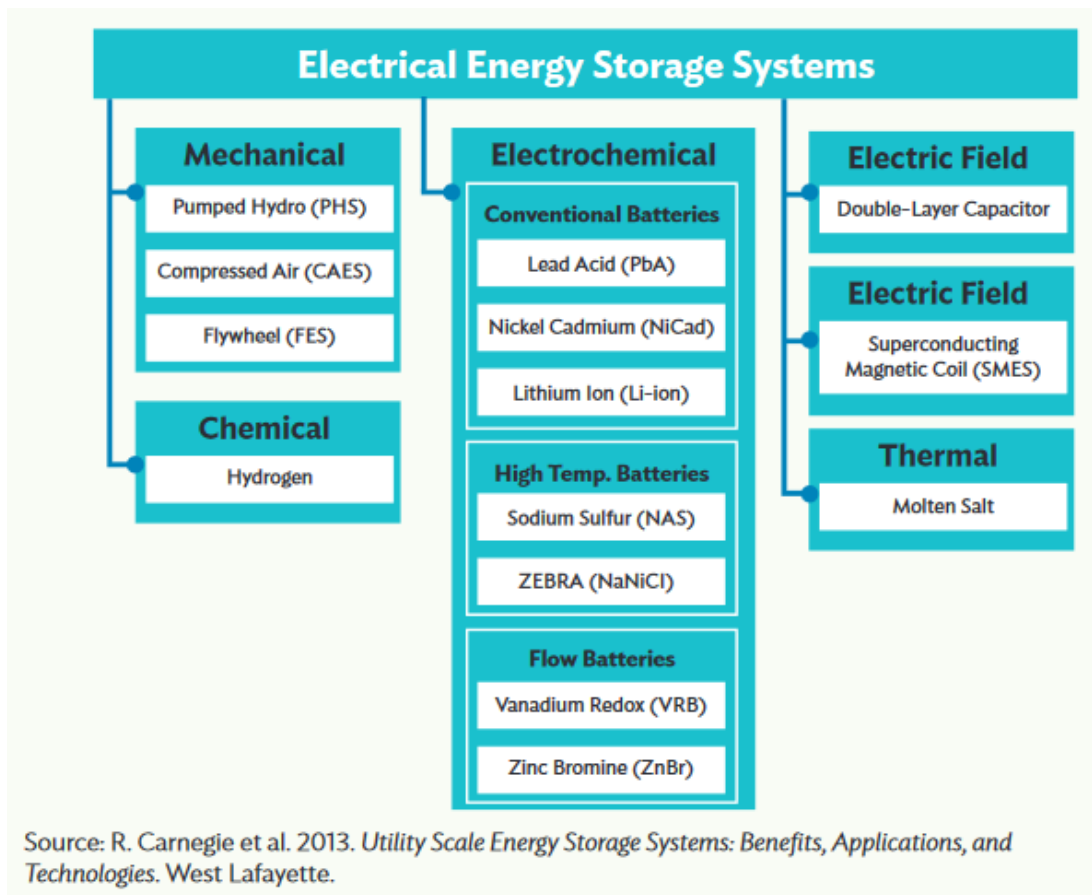 Electrical Energy Storage Systems
Mechanical
Pumped Hydro (PHS)
Compressed Air (CAES)
Flywheel (FES)
Chemical
Hydrogen
Electrochemical
Conventional Batteries
Lead Acid (PbA)
Nickel Cadmium (NiCad)
Lithium Ion (Li-ion)
High Temp. Batteries
Sodium Sulfur (NAS)
ZEBRA (NaNiCl)
Flow Batteries
Vanadium Redox (VRB)
Zinc Bromine (ZnBr)
Electric Field
Double-Layer Capacitor
Electric Field
Superconducting
Magnetic Coil (SMES)
Thermal
Molten Salt
Source: R. Carnegie et al. 2013. Utility Scale Energy Storage Systems: Benefits, Applications, and
Technologies. West Lafayette.